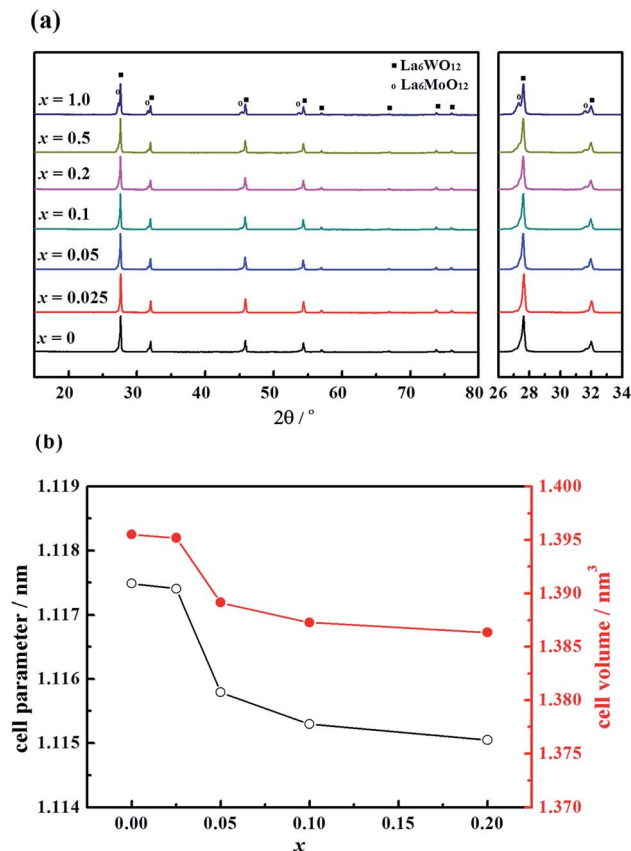 (a)
■ La₆WO₁₂
o La₆MoO₁₂
x = 1.0
x = 0.5
x = 0.2
x = 0.1
x = 0.05
x = 0.025
x = 0
20 30 40 50 60 70 80
26 28 30 32 34
2θ / °
(b)
1.119
1.118
1.117
1.116
1.115
1.114
cell parameter / nm
1.400
1.395
1.390
1.385
1.380
1.375
1.370
cell volume / nm³
0.00 0.05 0.10 0.15 0.20
x